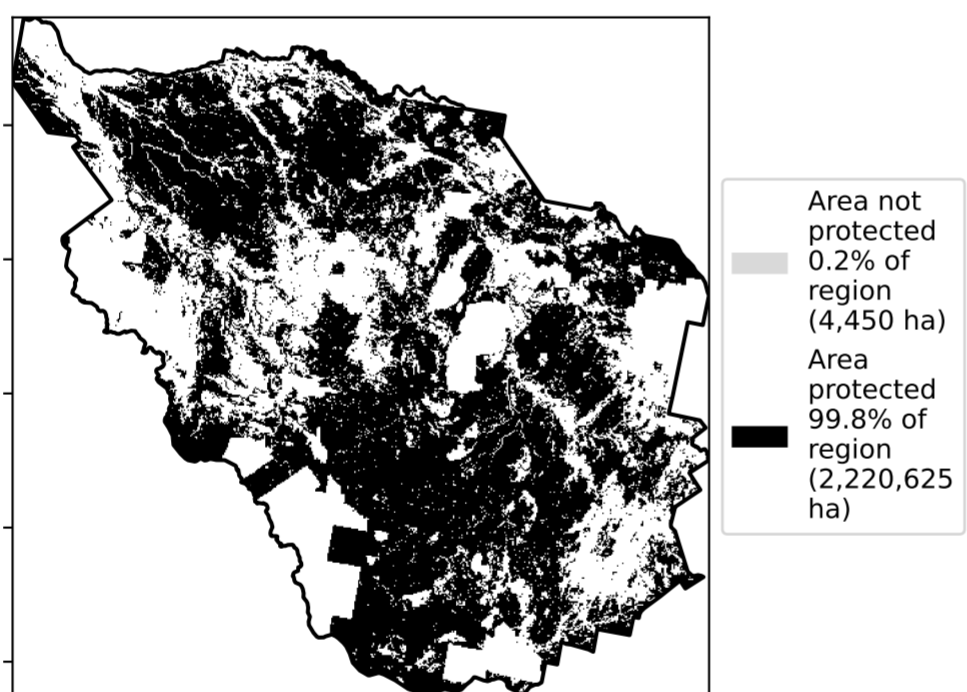 Area not
protected
0.2% of
region
(4,450 ha)
Area
protected
99.8% of
region
(2,220,625
ha)